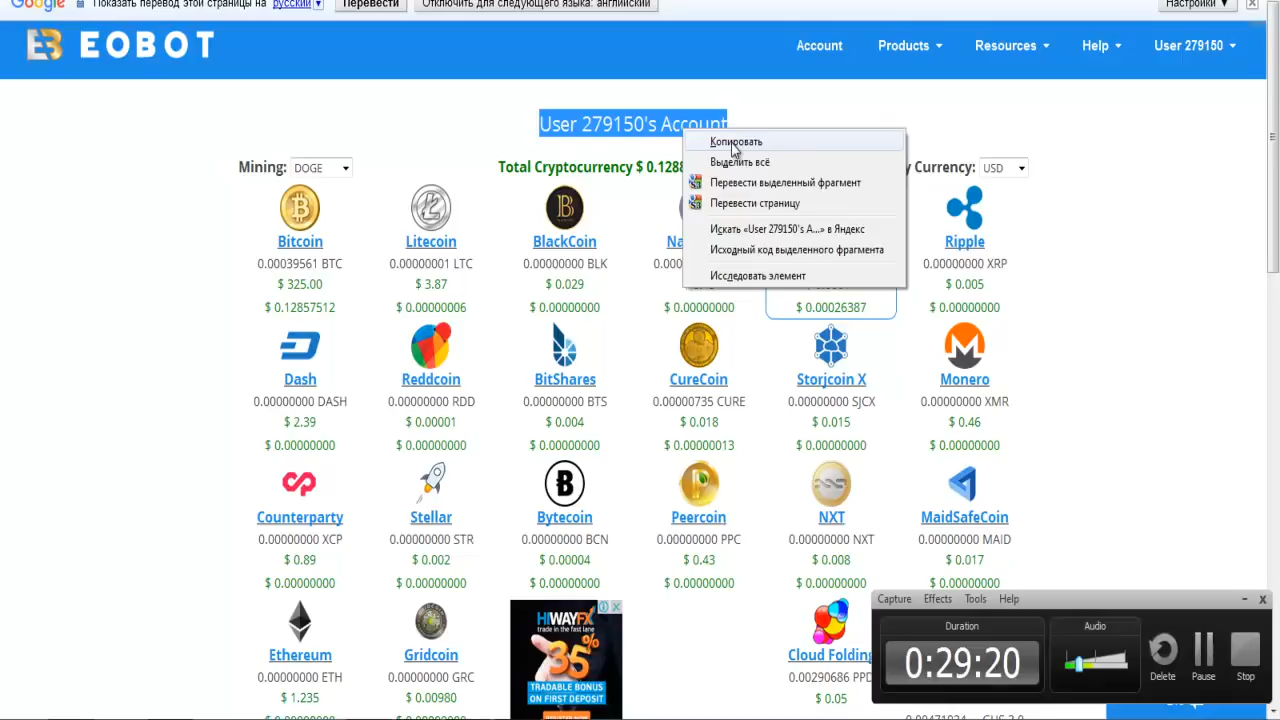 Google Показать перевод этой страницы на русский Перевести Отключить для следующего языка: английский Настройки
EOBOT Account Products Resources Help User 279150
User 279150's Account
Mining: DOGE Total Cryptocurrency $ 0.1288 Currency: USD
Копировать
Выделить всё
Перевести выделенный фрагмент
Перевести страницу
Искать «User 279150's A...» в Яндекс
Исходный код выделенного фрагмента
Исследовать элемент
Bitcoin Litecoin BlackCoin Ripple
0.00039561 BTC 0.00000001 LTC 0.00000000 BLK 0.00000000 XRP
$ 325.00 $ 3.87 $ 0.029 $ 0.005
$ 0.12857512 $ 0.00000006 $ 0.00000000 $ 0.00000000 $ 0.00026387 $ 0.00000000
Dash Reddcoin BitShares CureCoin Storjcoin X Monero
0.00000000 DASH 0.00000000 RDD 0.00000000 BTS 0.00000735 CURE 0.00000000 SJCX 0.00000000 XMR
$ 2.39 $ 0.00001 $ 0.004 $ 0.018 $ 0.015 $ 0.46
$ 0.00000000 $ 0.00000000 $ 0.00000000 $ 0.00000013 $ 0.00000000 $ 0.00000000
Counterparty Stellar Bytecoin Peercoin NXT MaidSafeCoin
0.00000000 XCP 0.00000000 STR 0.00000000 BCN 0.00000000 PPC 0.00000000 NXT 0.00000000 MAID
$ 0.89 $ 0.002 $ 0.00004 $ 0.43 $ 0.008 $ 0.017
$ 0.00000000 $ 0.00000000 $ 0.00000000 $ 0.00000000 $ 0.00000000 $ 0.00000000
Ethereum Gridcoin Cloud Folding
0.00000000 ETH 0.00000000 GRC 0.00290686 PPD
$ 1.235 $ 0.00980 $ 0.05
HIWAYFX
trade in the fast lane
35%
TRADABLE BONUS
ON FIRST DEPOSIT
Capture Effects Tools Help
Duration Audio
0:29:20
Delete Pause Stop